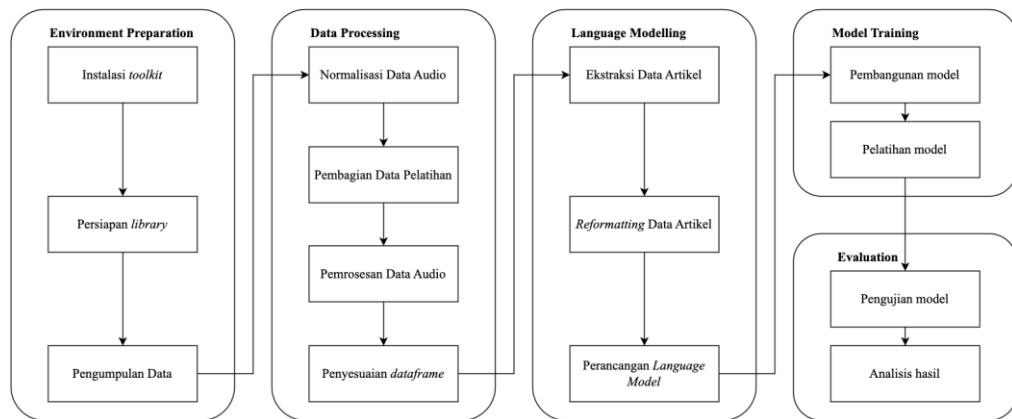 Environment Preparation
Instalasi toolkit
Persiapan library
Pengumpulan Data
Data Processing
Normalisasi Data Audio
Pembagian Data Pelatihan
Pemrosesan Data Audio
Penyesuaian dataframe
Language Modelling
Ekstraksi Data Artikel
Reformatting Data Artikel
Perancangan Language
Model
Model Training
Pembangunan model
Pelatihan model
Evaluation
Pengujian model
Analisis hasil